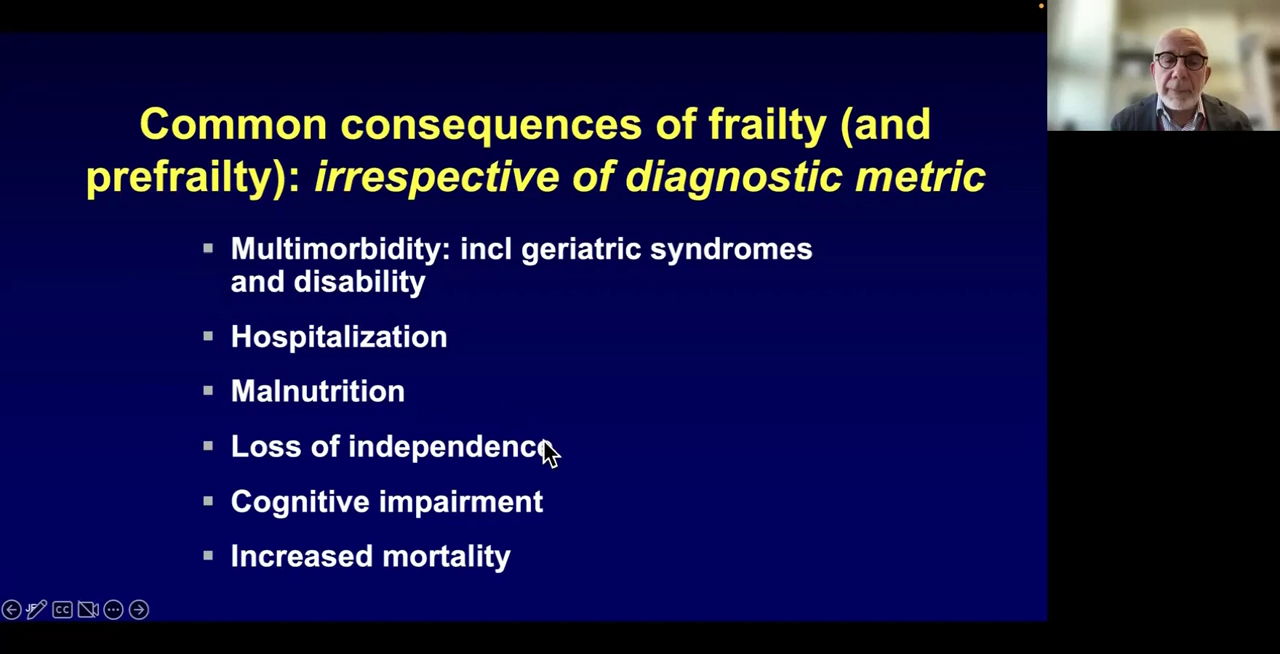 Common consequences of frailty (and
prefrailty): irrespective of diagnostic metric
Multimorbidity: incl geriatric syndromes
and disability
Hospitalization
Malnutrition
Loss of independence
Cognitive impairment
Increased mortality
CC